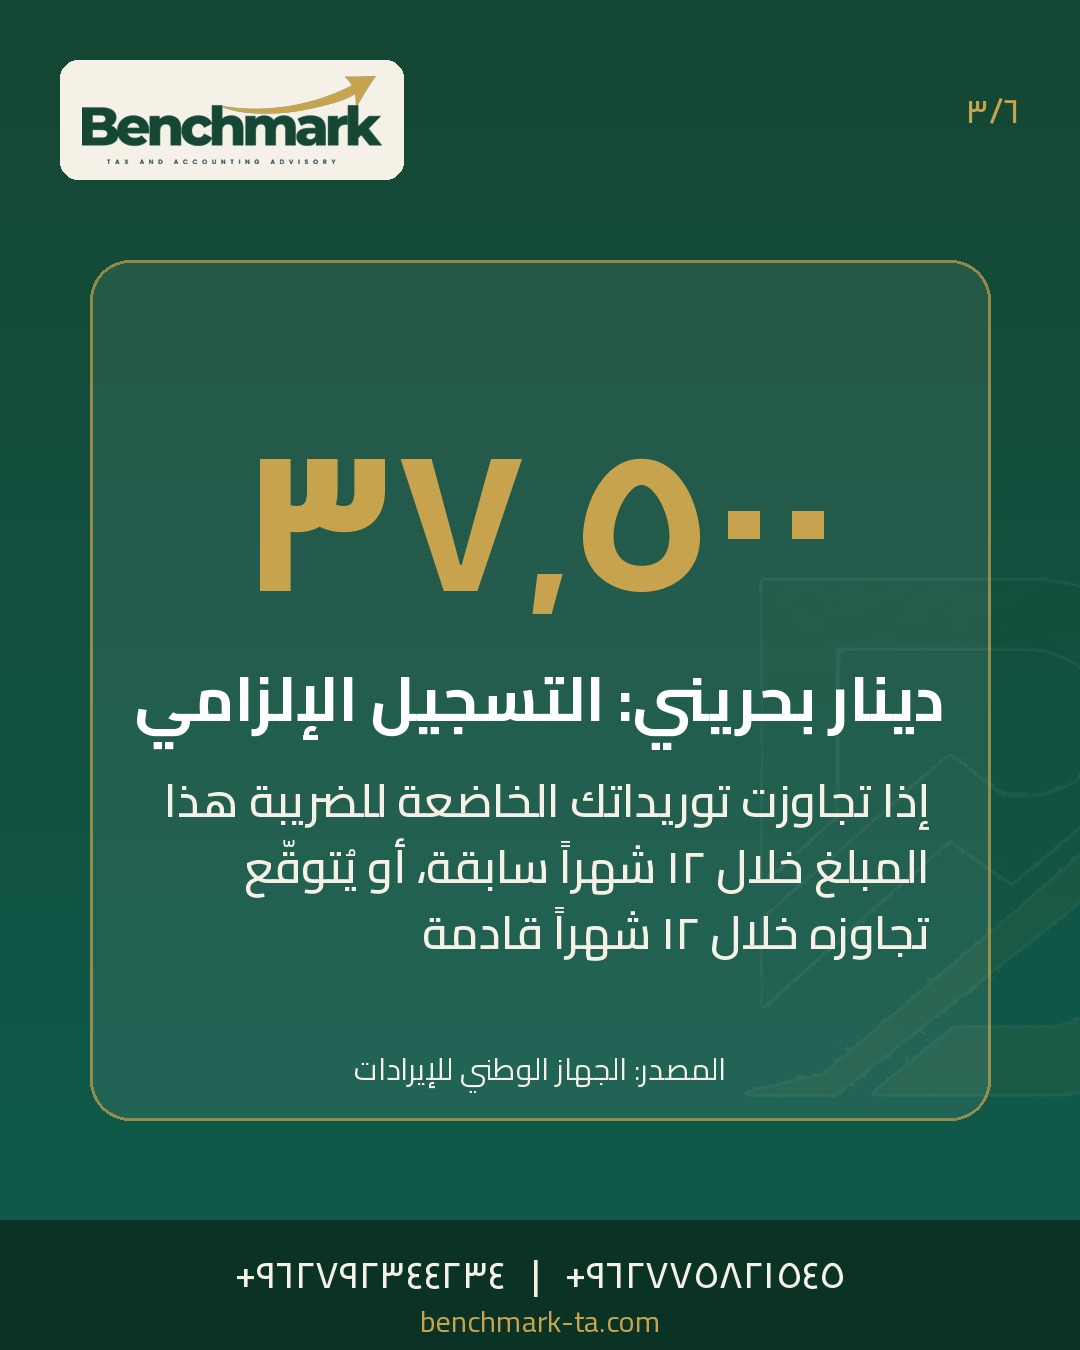 Benchmark
TAX AND ACCOUNTING ADVISORY
٣/٦
٣٧,٥٠٠
دينار بحريني: التسجيل الإلزامي
إذا تجاوزت توريداتك الخاضعة للضريبة هذا
المبلغ خلال ١٢ شهراً سابقة، أو يُتوقّع
تجاوزه خلال ١٢ شهراً قادمة
المصدر: الجهاز الوطني للإيرادات
+٩٦٢٧٩٢٣٤٤٢٣٤ | +٩٦٢٧٧٥٨٢١٥٤٥
benchmark-ta.com